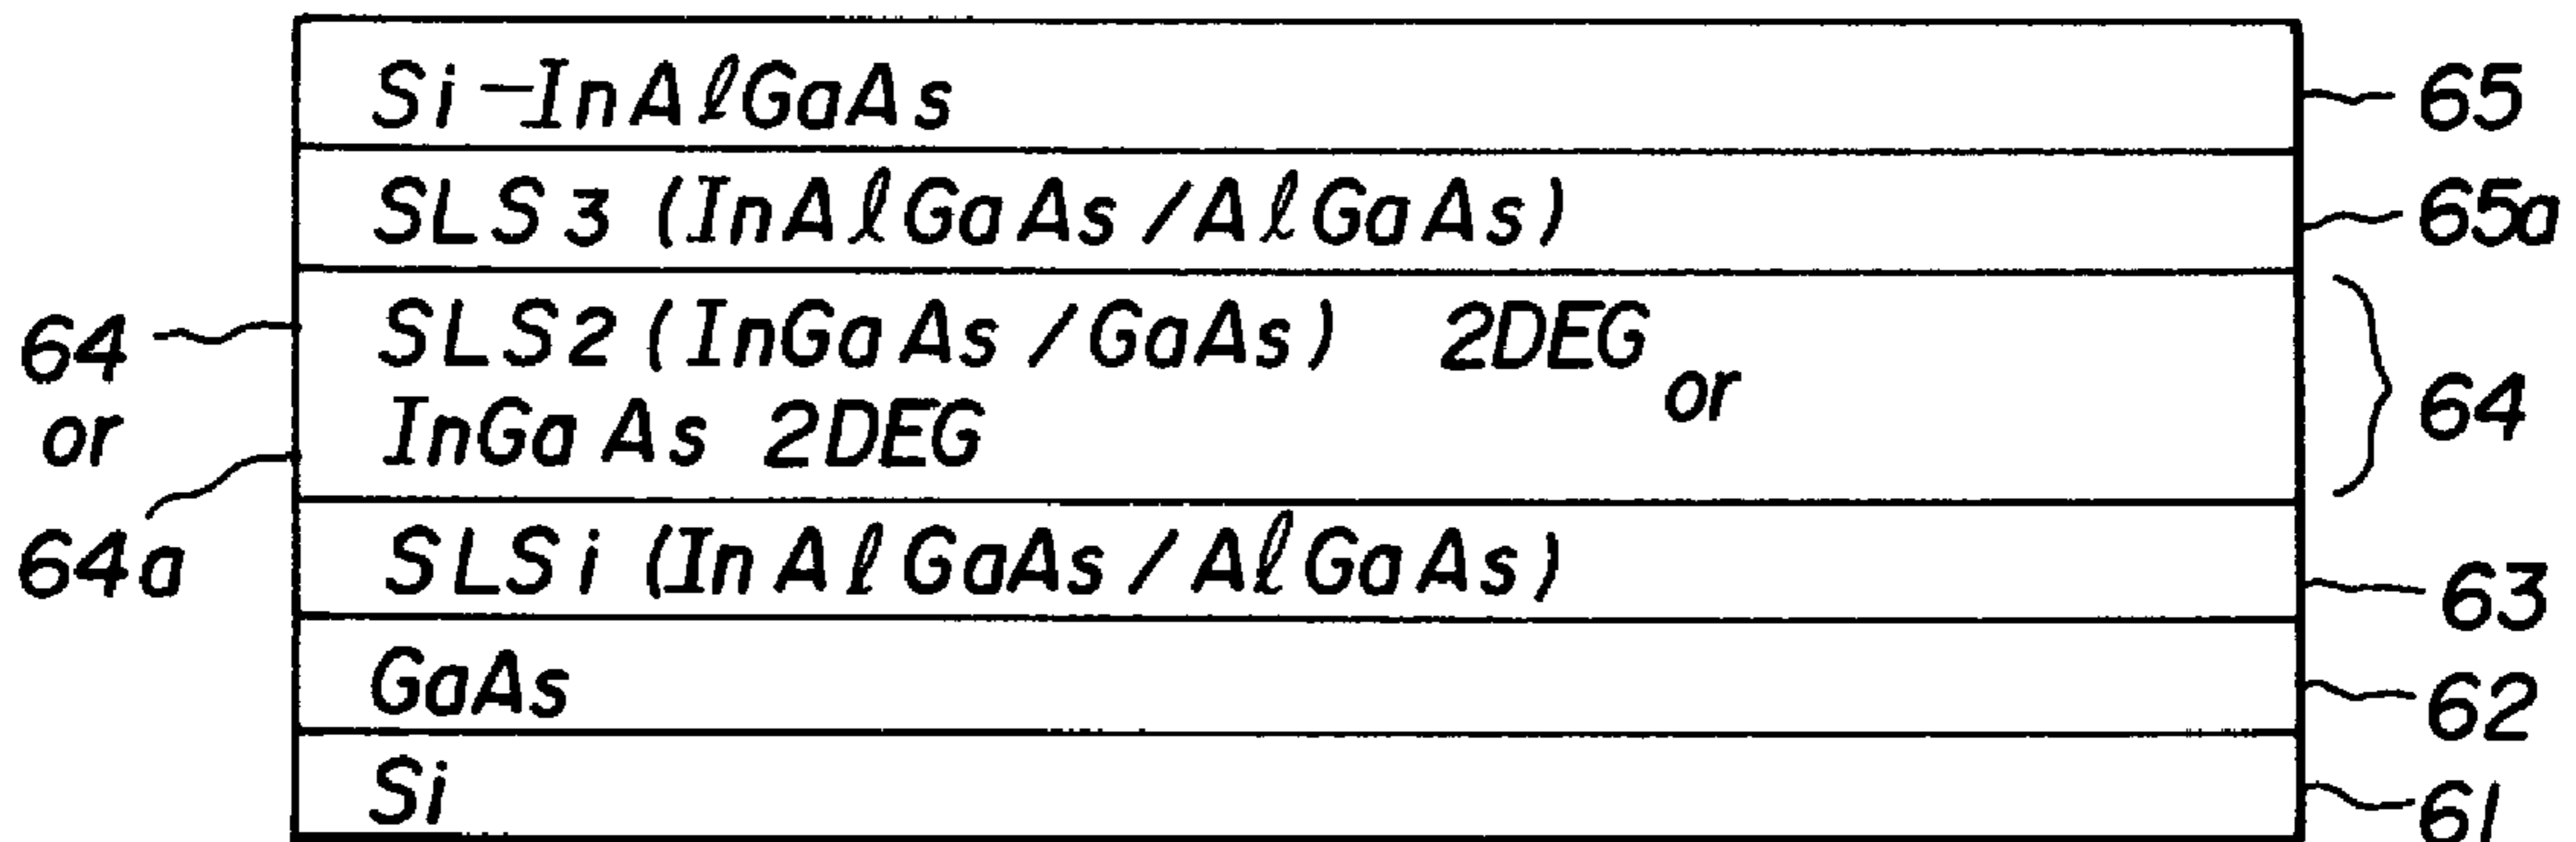 Si-InAlGaAs
65
SLS3 (InAlGaAs/AlGaAs)
65a
64
or
64a
SLS2 (InGaAs/GaAs) 2DEG or
InGaAs 2DEG
64
SLSi (InAlGaAs/AlGaAs)
63
GaAs
62
Si
61